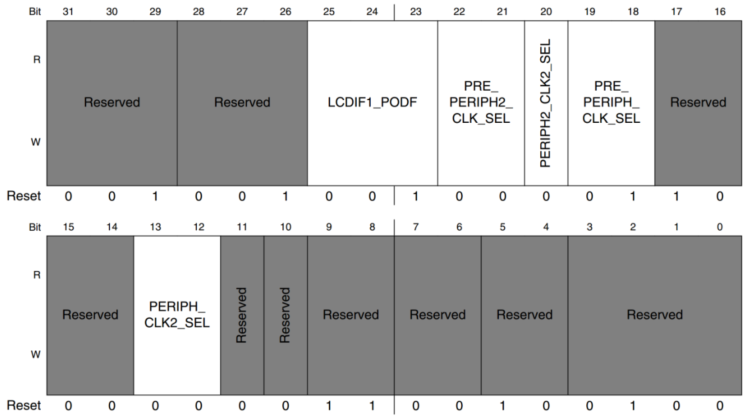 Bit 31 30 29 28 27 26 25 24 23 22 21 20 19 18 17 16
R
W
Reserved
Reserved
LCDIF1_PODF
PRE_
PERIPH2_
CLK_SEL
PERIPH2_CLK2_SEL
PRE_
PERIPH_
CLK_SEL
Reserved
Reset 0 0 1 0 0 1 0 0 1 0 0 0 0 1 1 0
Bit 15 14 13 12 11 10 9 8 7 6 5 4 3 2 1 0
R
W
Reserved
PERIPH_
CLK2_SEL
Reserved
Reserved
Reserved
Reserved
Reserved
Reserved
Reset 0 0 0 0 0 0 1 1 0 0 1 0 0 1 0 0